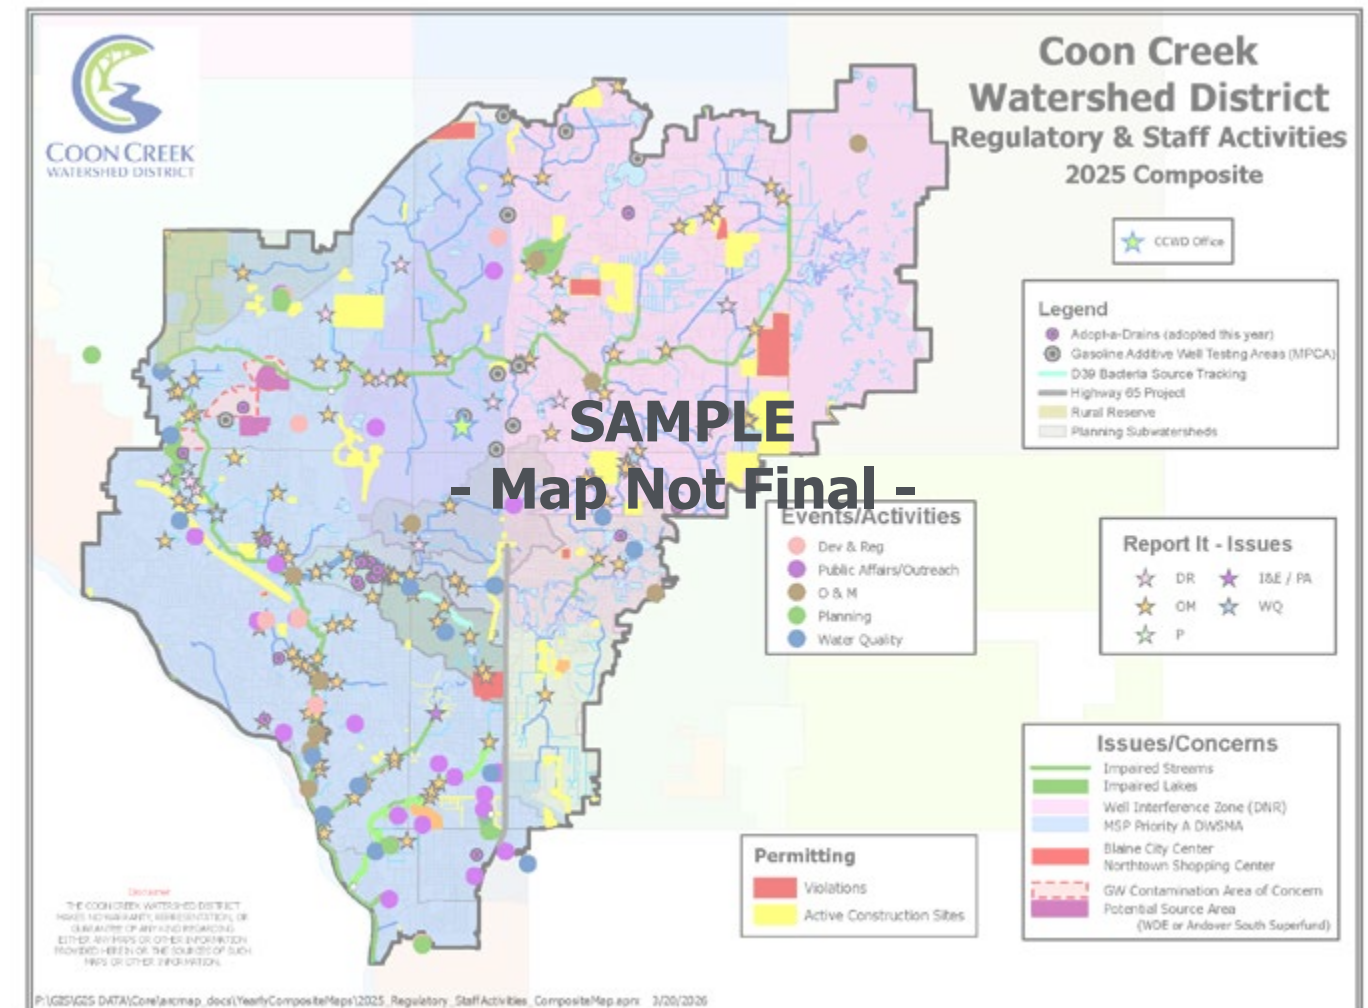 COON CREEK
WATERSHED DISTRICT
Coon Creek
Watershed District
Regulatory & Staff Activities
2025 Composite
CCWD Office
Legend
Adopt-a-Drains (adopted this year)
Gasoline Additive Well Testing Areas (MPCA)
D39 Bacteria Source Tracking
Highway 65 Project
Rural Reserve
Planning Subwatersheds
SAMPLE
- Map Not Final -
Events/Activities
Dev & Reg
Public Affairs/Outreach
O & M
Planning
Water Quality
Report It - Issues
DR
I&E / PA
OM
WQ
P
Issues/Concerns
Impaired Streams
Impaired Lakes
Well Interference Zone (DNR)
MSP Priority A DWSMA
Blaine City Center
Northtown Shopping Center
GW Contamination Area of Concern
Potential Source Area
(WDE or Andover South Superfund)
Permitting
Violations
Active Construction Sites
Disclaimer
THE COON CREEK WATERSHED DISTRICT
MAKES NO WARRANTY, REPRESENTATION, OR
GUARANTEE OF ANY KIND REGARDING
EITHER ANY MAPS OR OTHER INFORMATION
PROVIDED HEREIN OR THE SOURCES OF SUCH
MAPS OR OTHER INFORMATION.
P:\GIS\GIS DATA\Core\arcmap_docs\YearlyCompositeMaps\2025_Regulatory_StaffActivities_CompositeMap.aprx 3/20/2026